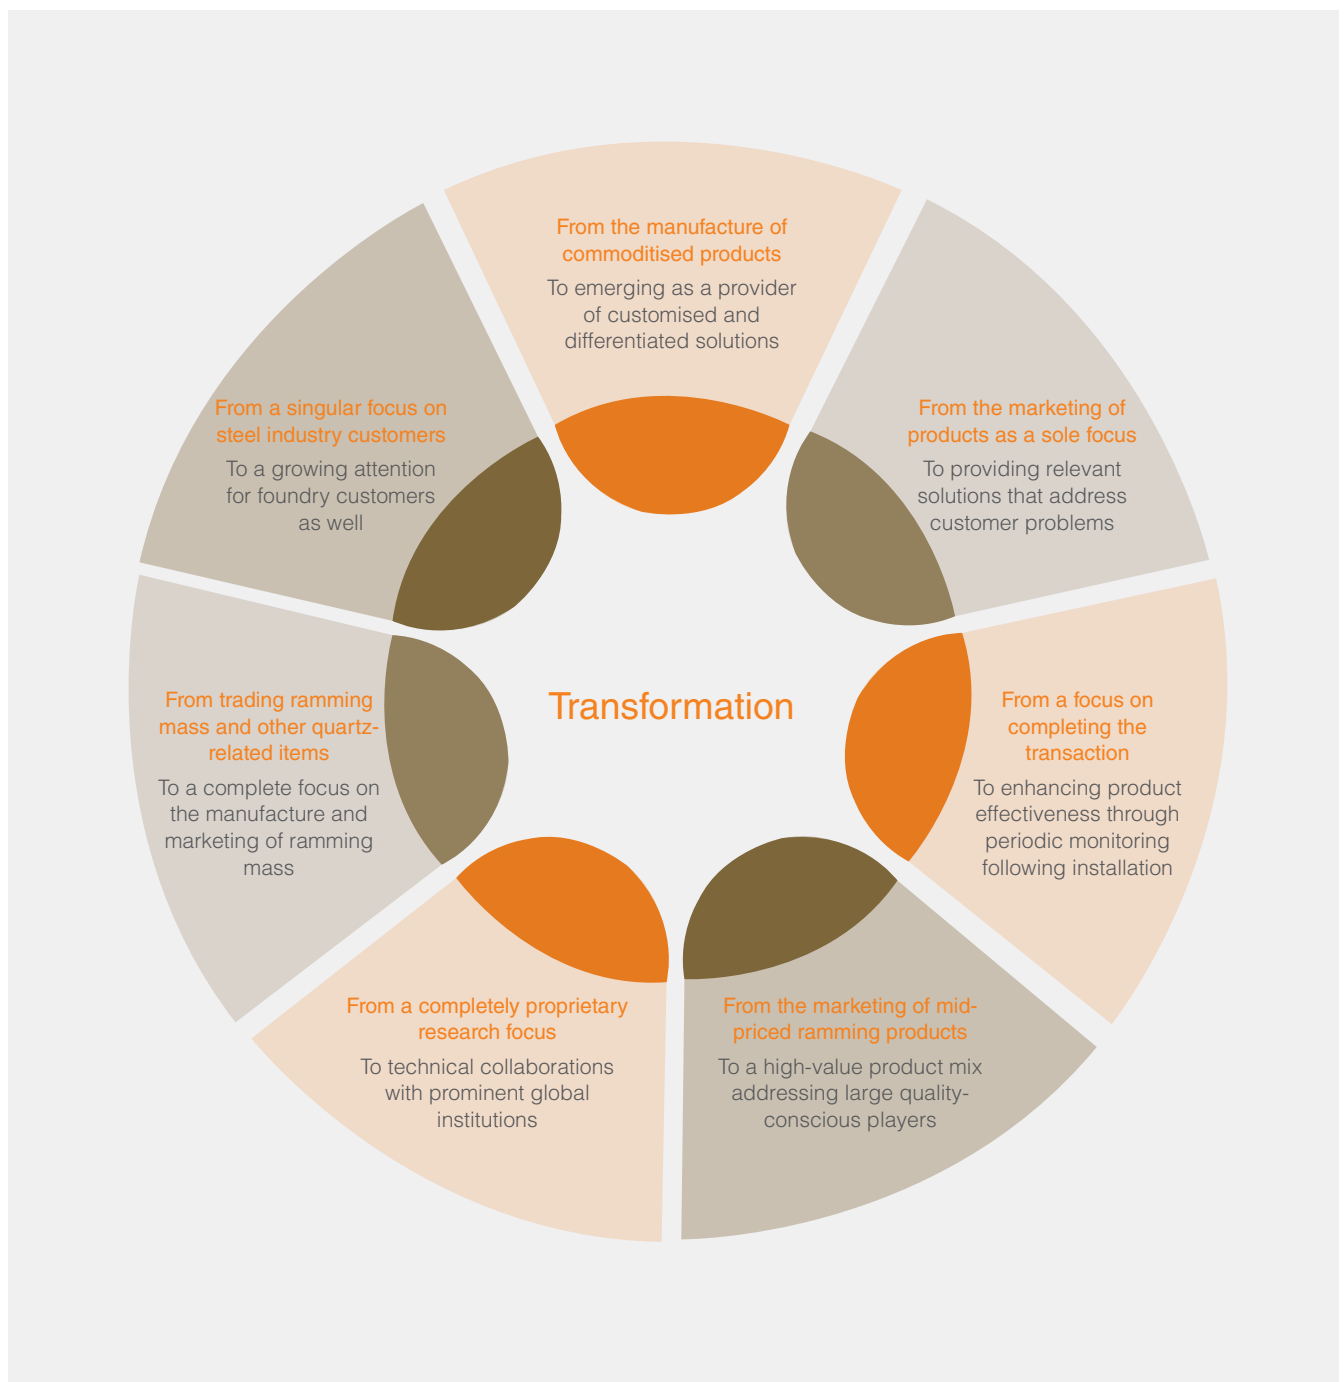 From the manufacture of
commoditised products
To emerging as a provider
of customised and
differentiated solutions
From the marketing of
products as a sole focus
To providing relevant
solutions that address
customer problems
From a focus on
completing the
transaction
To enhancing product
effectiveness through
periodic monitoring
following installation
From the marketing of mid-
priced ramming products
To a high-value product mix
addressing large quality-
conscious players
From a completely proprietary
research focus
To technical collaborations
with prominent global
institutions
From trading ramming
mass and other quartz-
related items
To a complete focus on
the manufacture and
marketing of ramming
mass
From a singular focus on
steel industry customers
To a growing attention
for foundry customers
as well
Transformation